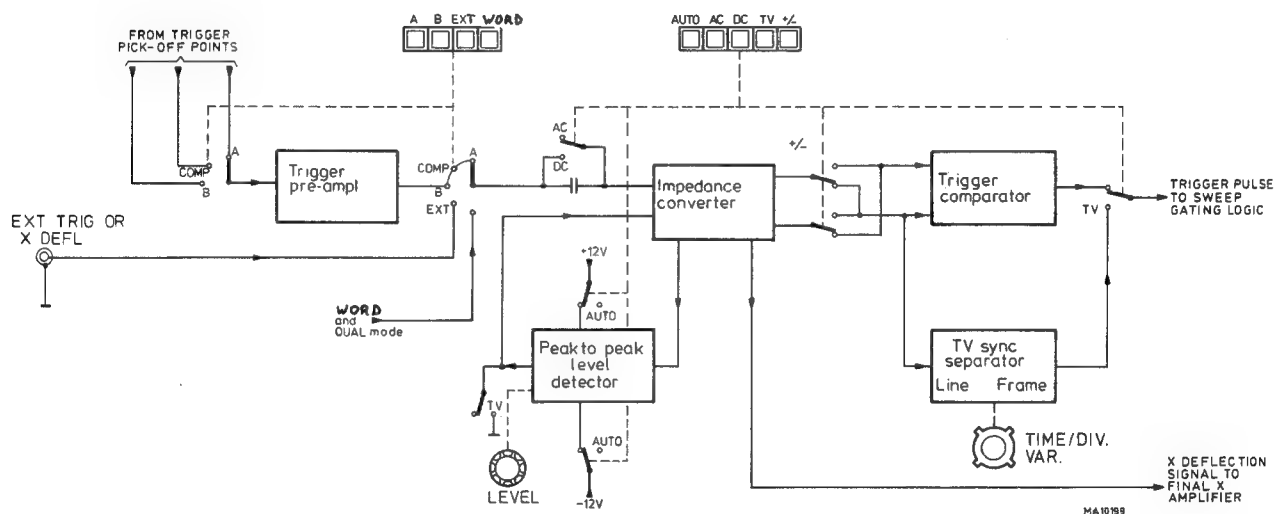 A B EXT WORD
AUTO AC DC TV +/-
FROM TRIGGER
PICK-OFF POINTS
A
COMP
B
Trigger
pre-ampl
COMP
A
B
EXT
AC
DC
Impedance
converter
+/-
Trigger
comparator
TV
TRIGGER PULSE
TO SWEEP
GATING LOGIC
EXT TRIG OR
X DEFL
WORD
and
QUAL mode
+12V
AUTO
Peak to peak
level
detector
TV
LEVEL
AUTO
-12V
TV sync
separator
Line Frame
TIME/DIV.
VAR.
X DEFLECTION
SIGNAL TO
FINAL X
AMPLIFIER
MA10199